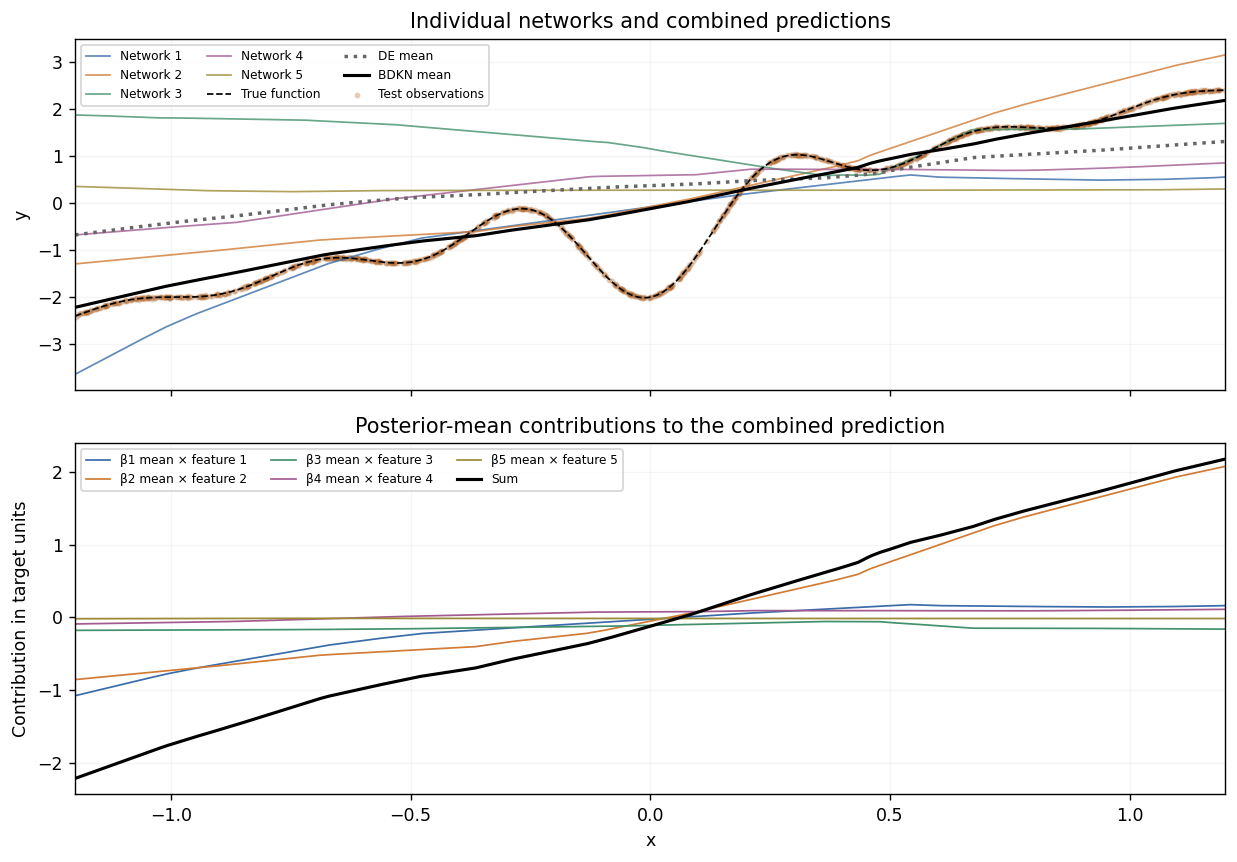 Individual networks and combined predictions
Network 1 Network 4 DE mean
Network 2 Network 5 BDKN mean
Network 3 True function Test observations
3
2
1
0
−1
−2
−3
y
Posterior-mean contributions to the combined prediction
β1 mean × feature 1 β3 mean × feature 3 β5 mean × feature 5
β2 mean × feature 2 β4 mean × feature 4 Sum
2
1
0
−1
−2
Contribution in target units
−1.0 −0.5 0.0 0.5 1.0
x